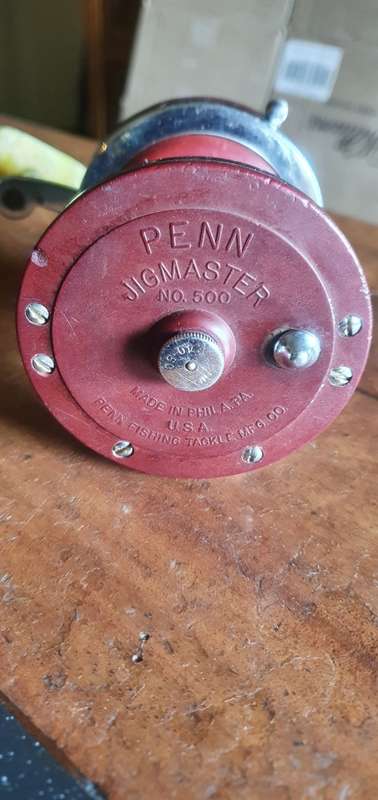 PENN
JIGMASTER
NO. 500
MADE IN PHILA. PA.
U.S.A.
PENN FISHING TACKLE MFG CO.